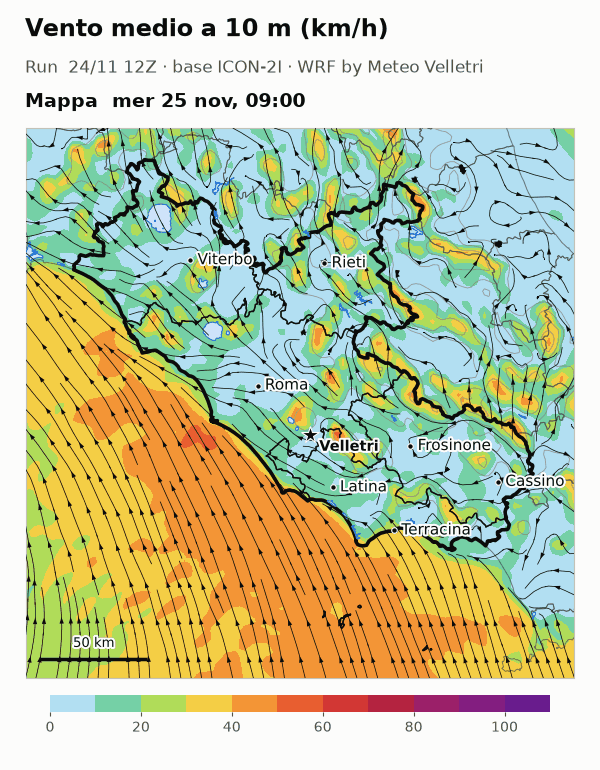 Vento medio a 10 m (km/h)
Run  24/11 12Z · base ICON-2I · WRF by Meteo Velletri
Mappa  mer 25 nov, 09:00
Viterbo
Rieti
Roma
Velletri
Frosinone
Latina
Cassino
Terracina
50 km
0 20 40 60 80 100